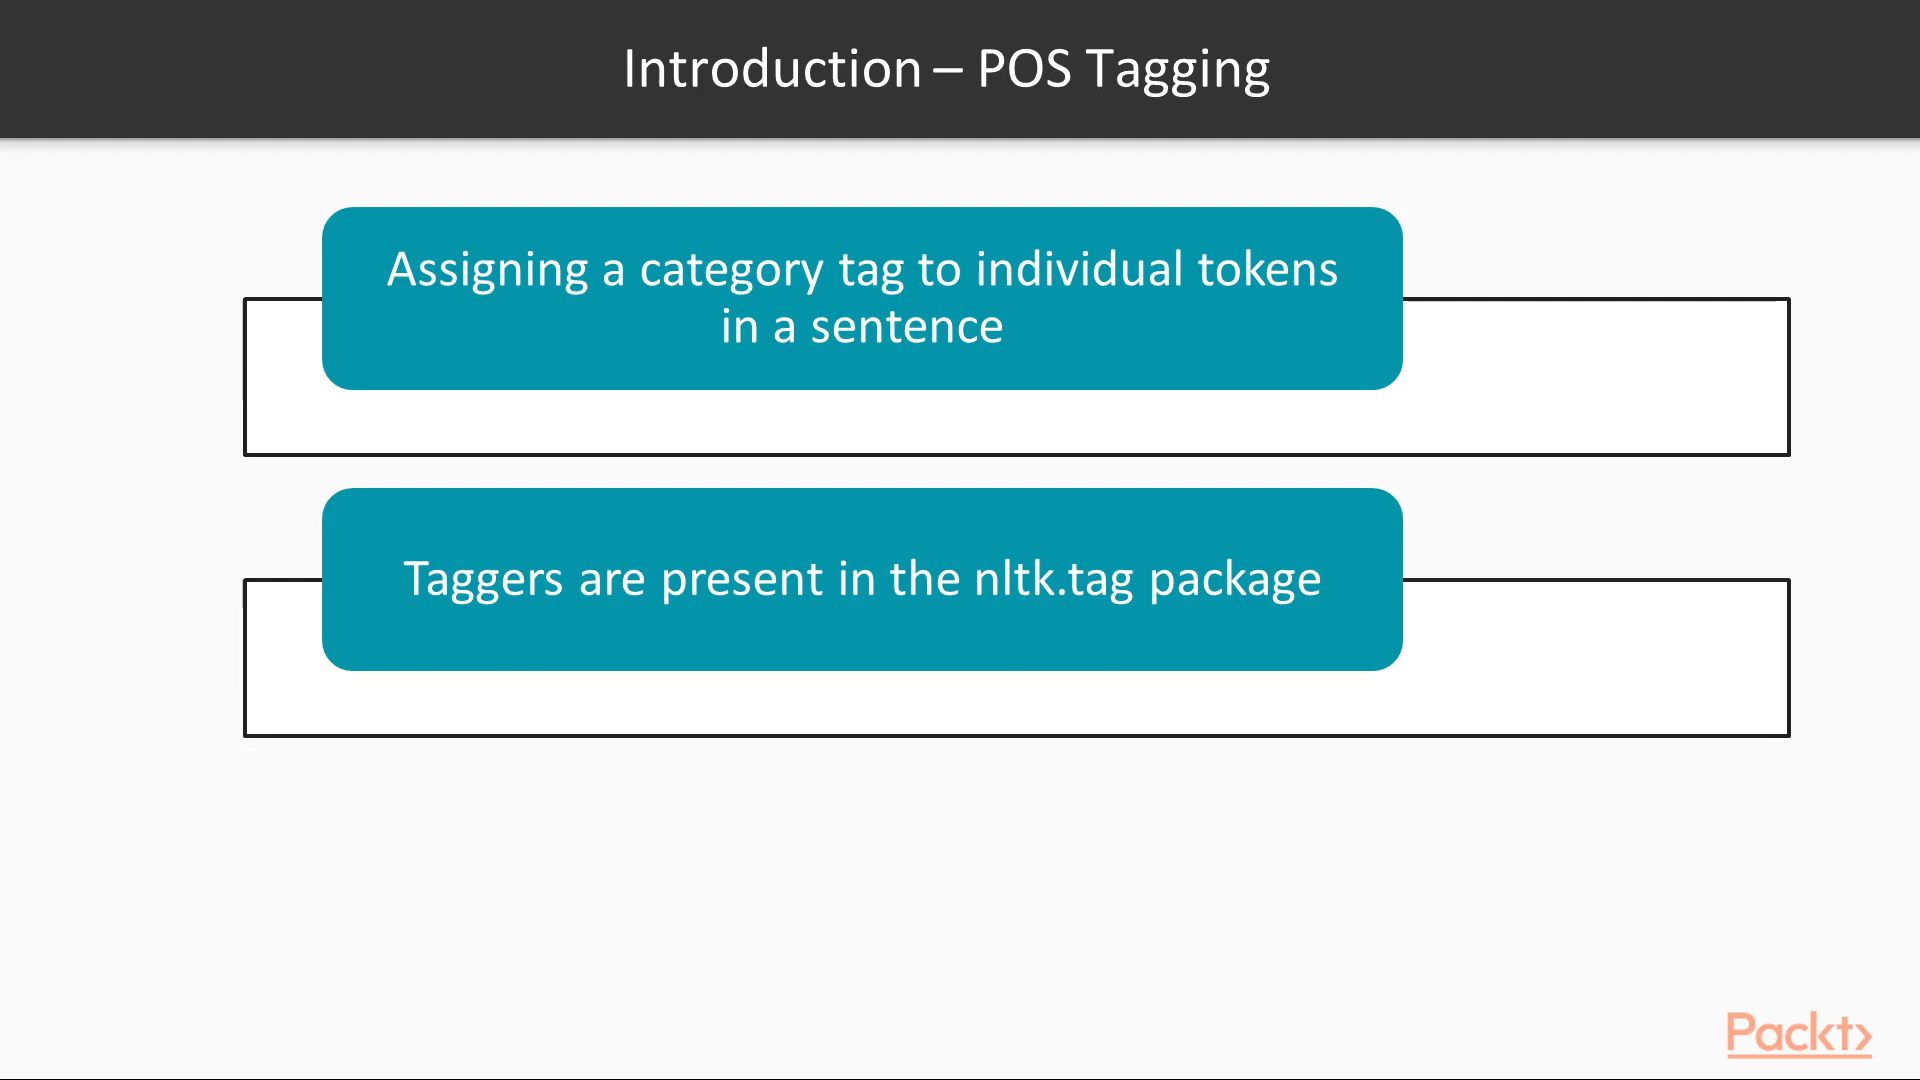 Introduction – POS Tagging
Assigning a category tag to individual tokens
in a sentence
Taggers are present in the nltk.tag package
Packt>